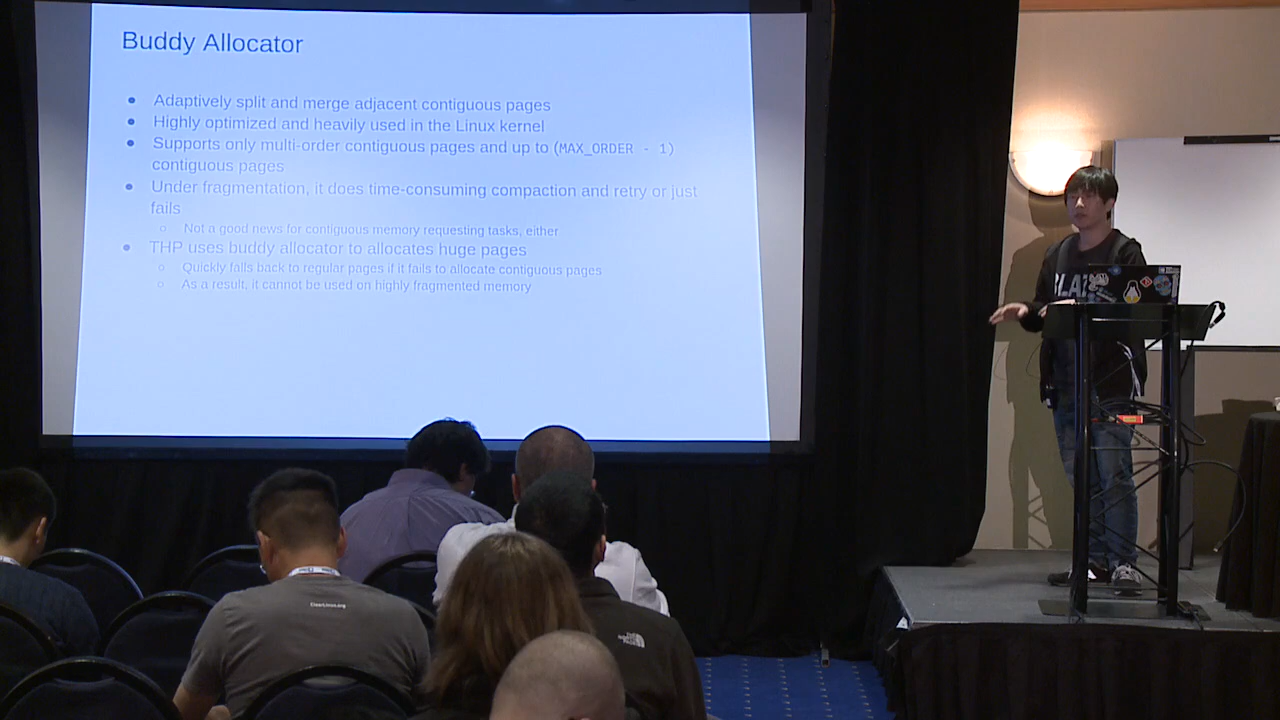 Buddy Allocator
● Adaptively split and merge adjacent contiguous pages
● Highly optimized and heavily used in the Linux kernel
● Supports only multi-order contiguous pages and up to (MAX_ORDER - 1)
contiguous pages
● Under fragmentation, it does time-consuming compaction and retry or just
fails
○ Not a good news for contiguous memory requesting tasks, either
● THP uses buddy allocator to allocates huge pages
○ Quickly falls back to regular pages if it fails to allocate contiguous pages
○ As a result, it cannot be used on highly fragmented memory
ClearLinux.org